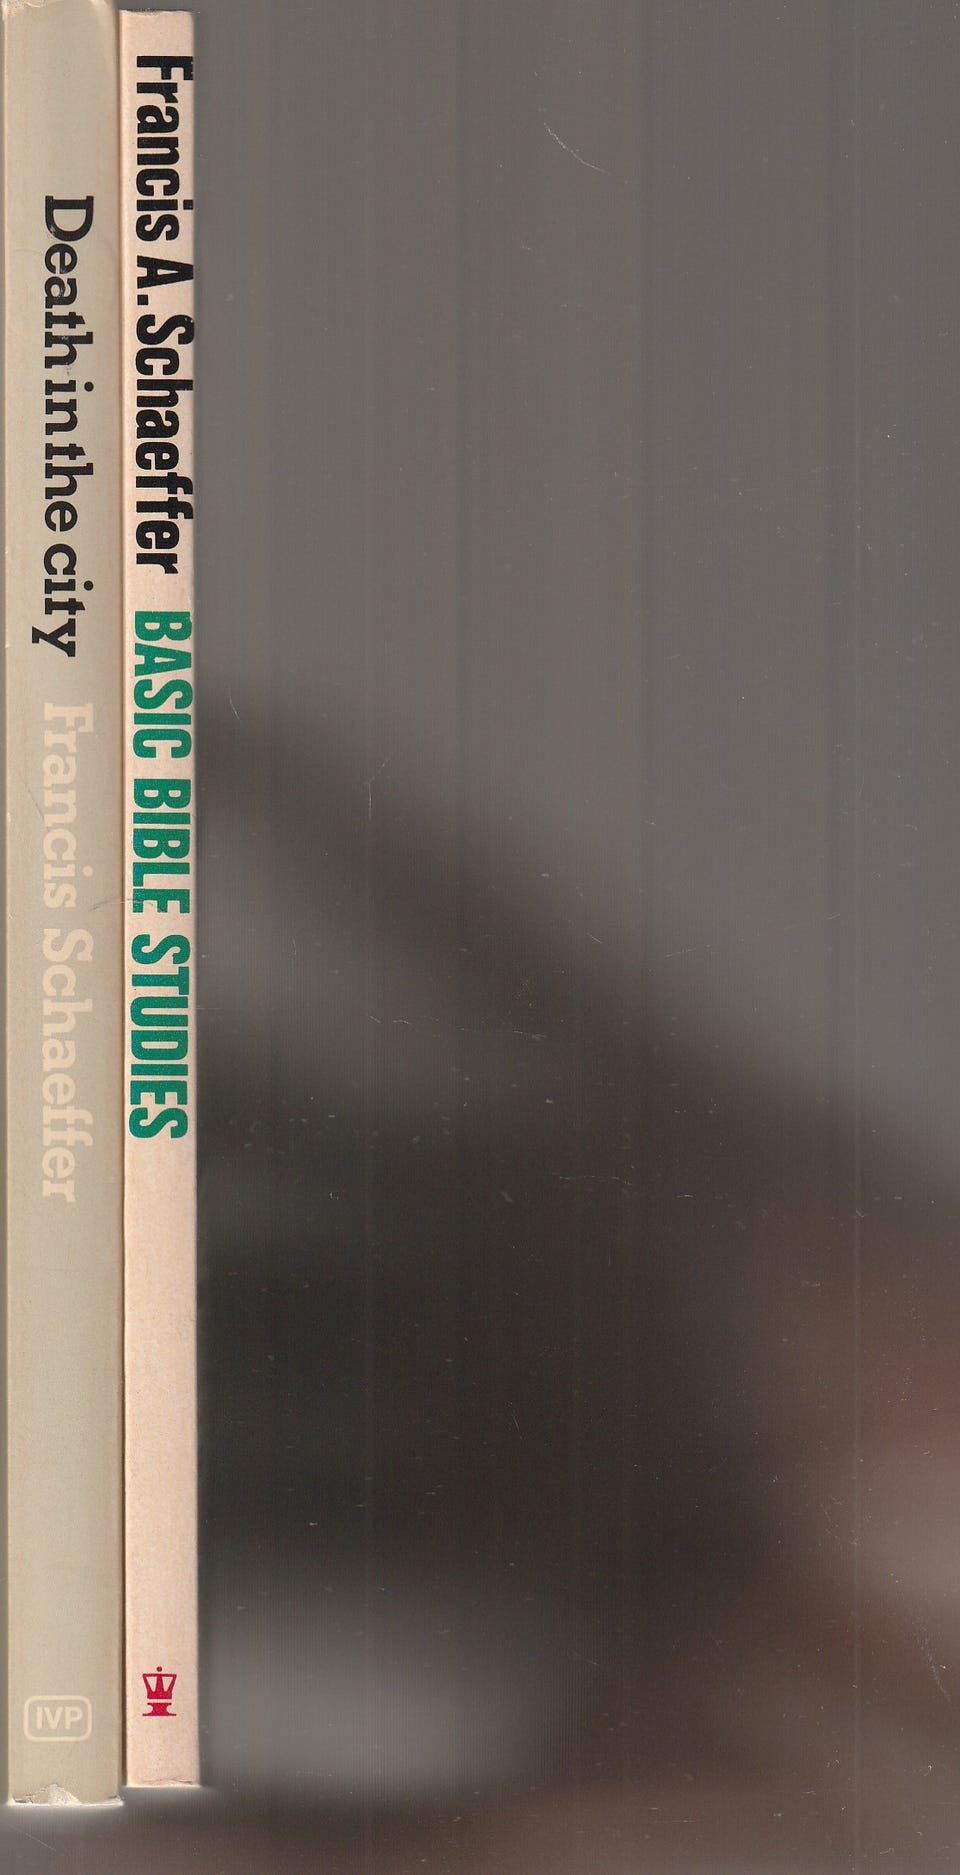 Death in the city Francis Schaeffer IVP
Francis A. Schaeffer BASIC BIBLE STUDIES